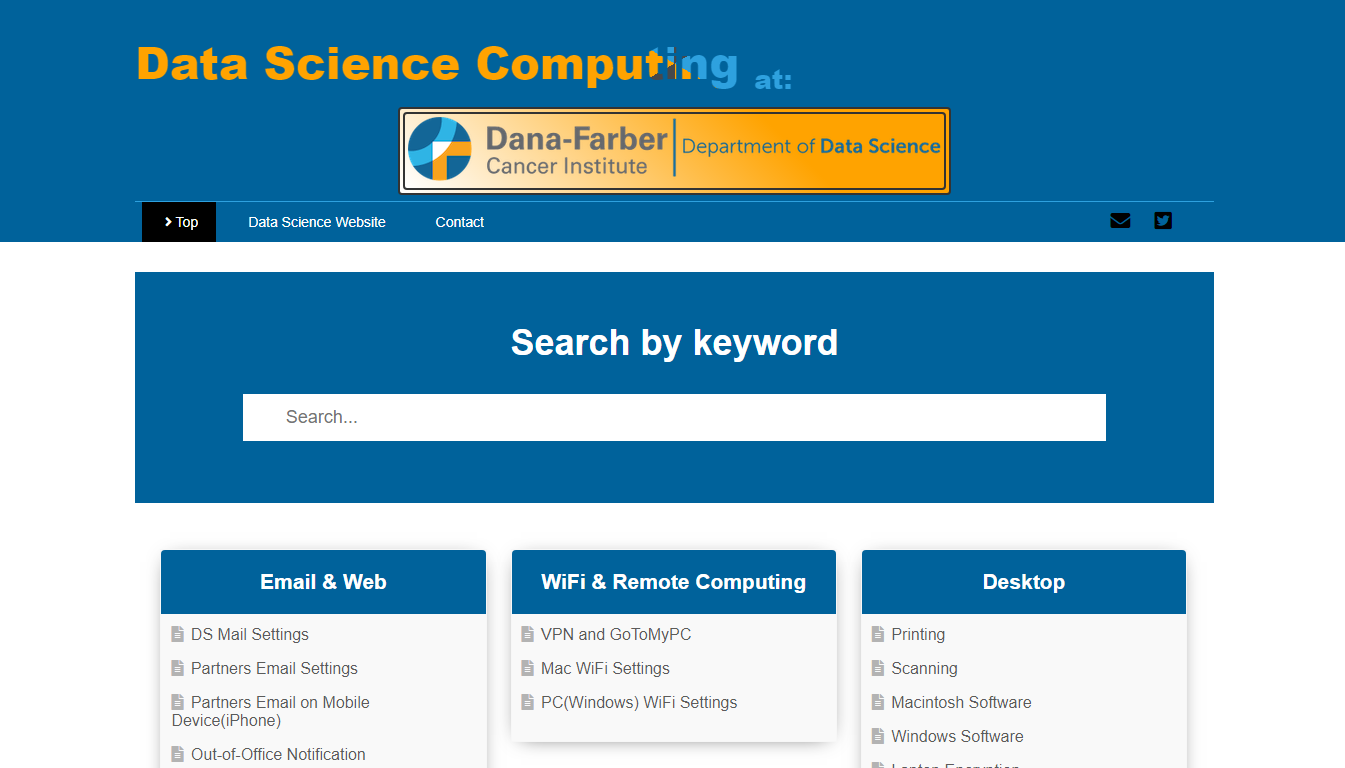 Data Science Computing at:
Dana-Farber
Cancer Institute
Department of Data Science
Top
Data Science Website
Contact
Search by keyword
Search...
Email & Web
DS Mail Settings
Partners Email Settings
Partners Email on Mobile
Device(iPhone)
Out-of-Office Notification
WiFi & Remote Computing
VPN and GoToMyPC
Mac WiFi Settings
PC(Windows) WiFi Settings
Desktop
Printing
Scanning
Macintosh Software
Windows Software
Laptop Encryption